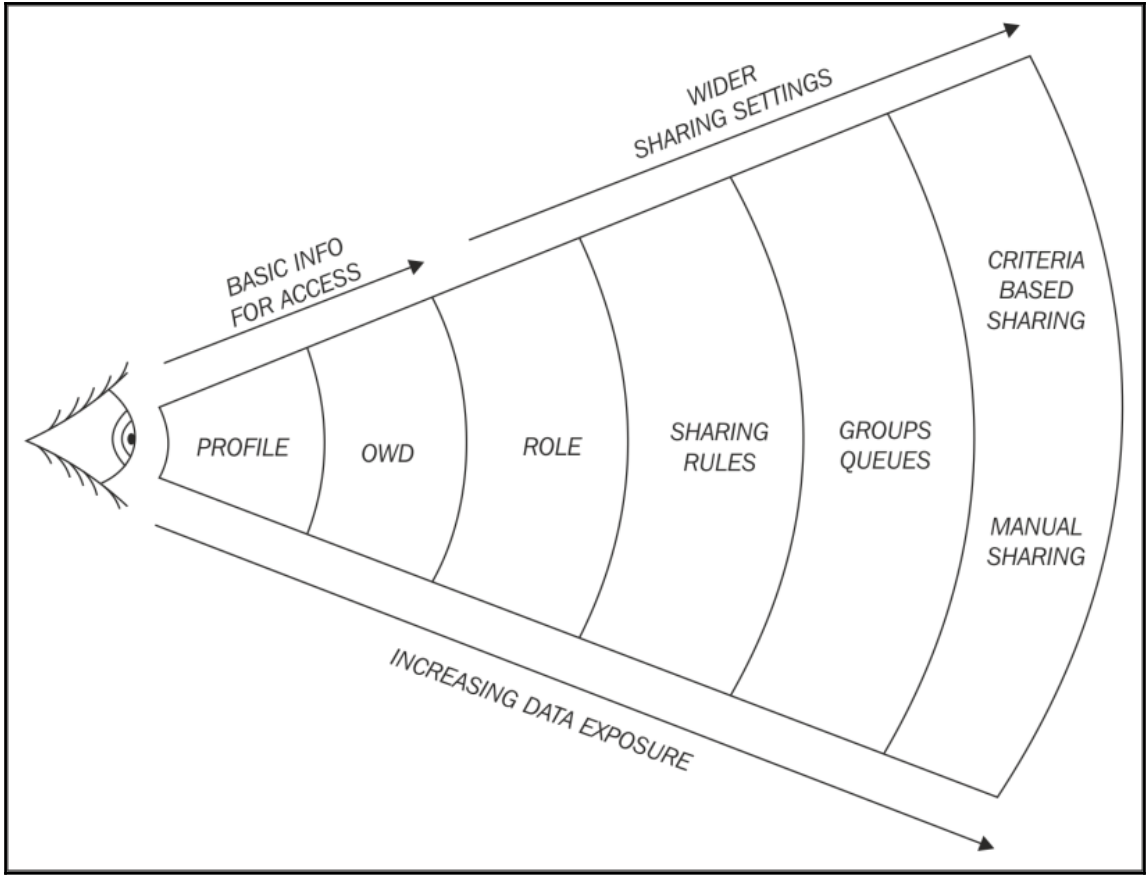 WIDER
SHARING SETTINGS
BASIC INFO
FOR ACCESS
PROFILE
OWD
ROLE
SHARING
RULES
GROUPS
QUEUES
CRITERIA
BASED
SHARING
MANUAL
SHARING
INCREASING DATA EXPOSURE